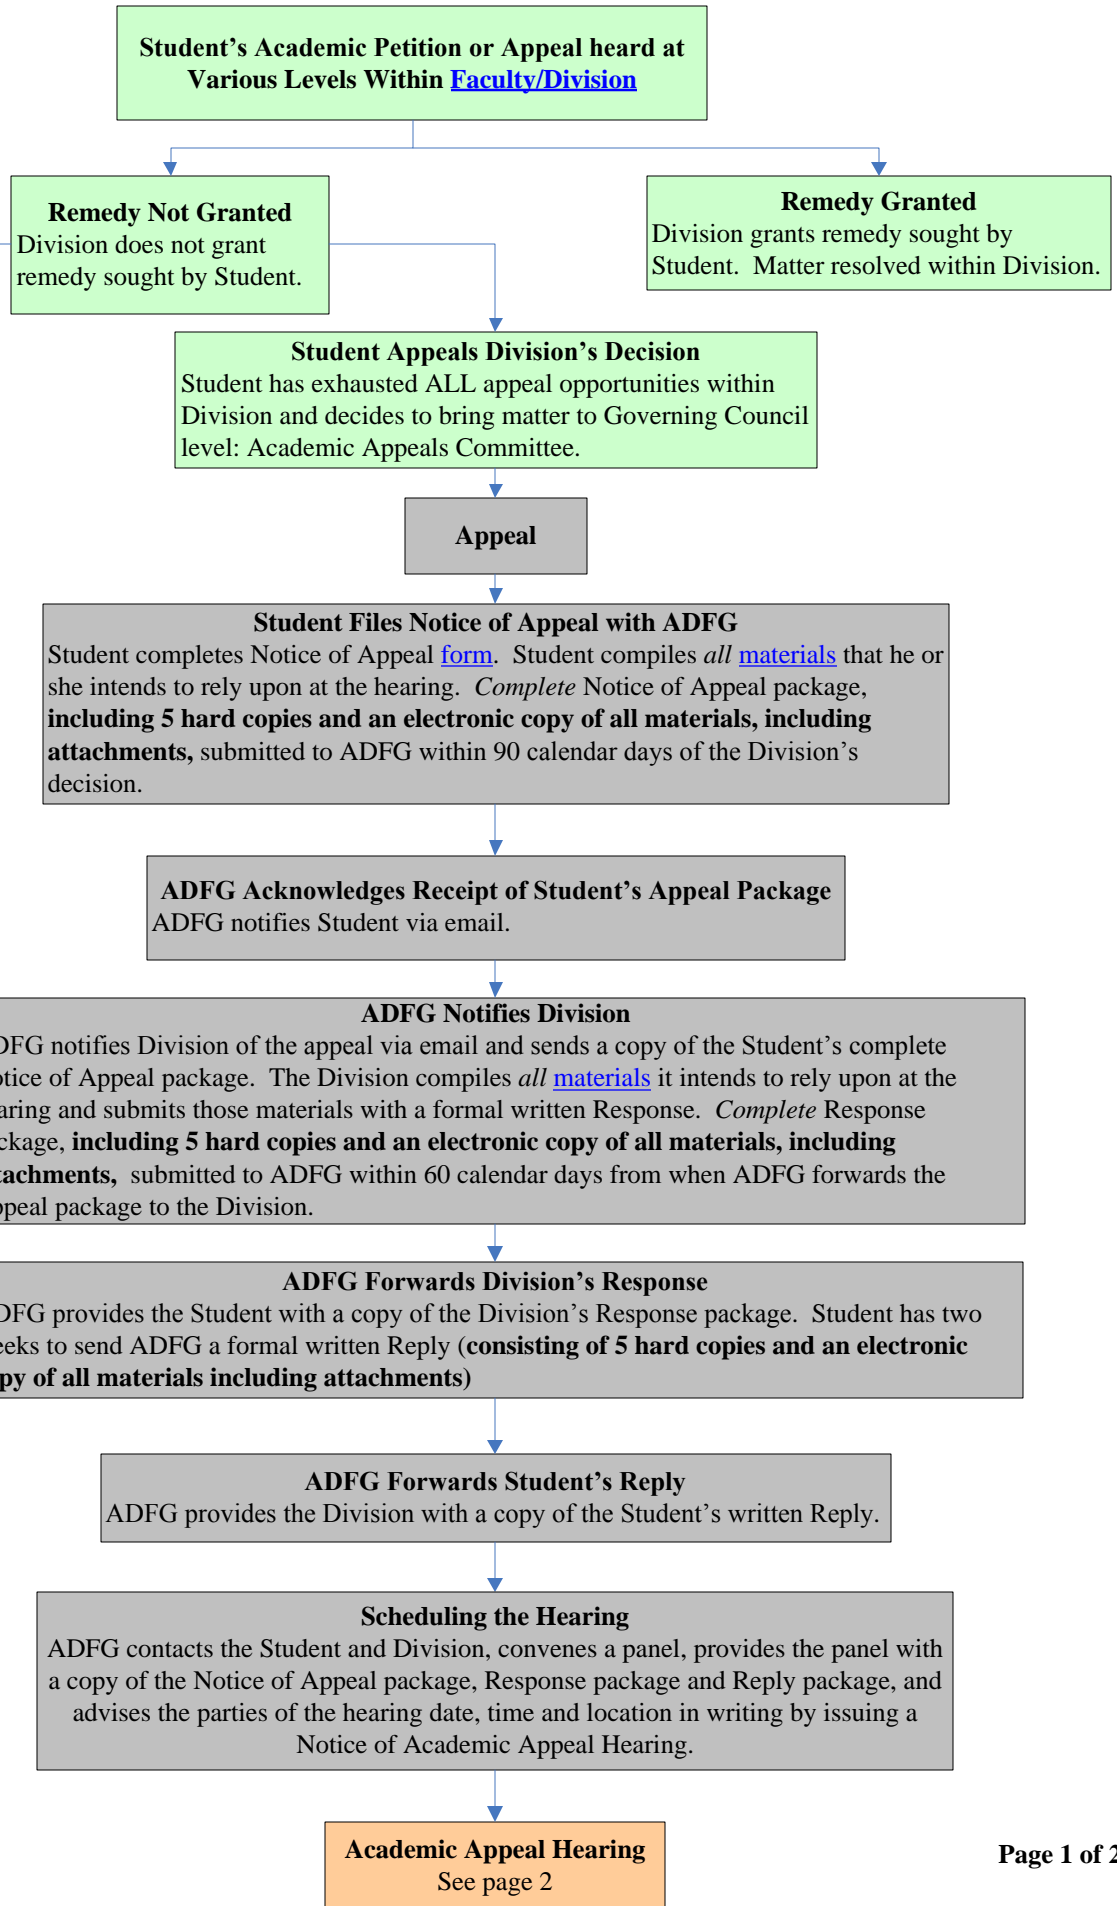 Student’s Academic Petition or Appeal heard at
Various Levels Within Faculty/Division
Remedy Not Granted
Division does not grant
remedy sought by Student.
Remedy Granted
Division grants remedy sought by
Student. Matter resolved within Division.
Student Appeals Division’s Decision
Student has exhausted ALL appeal opportunities within
Division and decides to bring matter to Governing Council
level: Academic Appeals Committee.
Appeal
Student Files Notice of Appeal with ADFG
Student completes Notice of Appeal form. Student compiles all materials that he or
she intends to rely upon at the hearing. Complete Notice of Appeal package,
including 5 hard copies and an electronic copy of all materials, including
attachments, submitted to ADFG within 90 calendar days of the Division’s
decision.
ADFG Acknowledges Receipt of Student’s Appeal Package
ADFG notifies Student via email.
ADFG Notifies Division
DFG notifies Division of the appeal via email and sends a copy of the Student’s complete
otice of Appeal package. The Division compiles all materials it intends to rely upon at the
aring and submits those materials with a formal written Response. Complete Response
ckage, including 5 hard copies and an electronic copy of all materials, including
tachments, submitted to ADFG within 60 calendar days from when ADFG forwards the
ppeal package to the Division.
ADFG Forwards Division’s Response
DFG provides the Student with a copy of the Division’s Response package. Student has two
eeks to send ADFG a formal written Reply (consisting of 5 hard copies and an electronic
opy of all materials including attachments)
ADFG Forwards Student’s Reply
ADFG provides the Division with a copy of the Student’s written Reply.
Scheduling the Hearing
ADFG contacts the Student and Division, convenes a panel, provides the panel with
a copy of the Notice of Appeal package, Response package and Reply package, and
advises the parties of the hearing date, time and location in writing by issuing a
Notice of Academic Appeal Hearing.
Academic Appeal Hearing
See page 2
Page 1 of 2